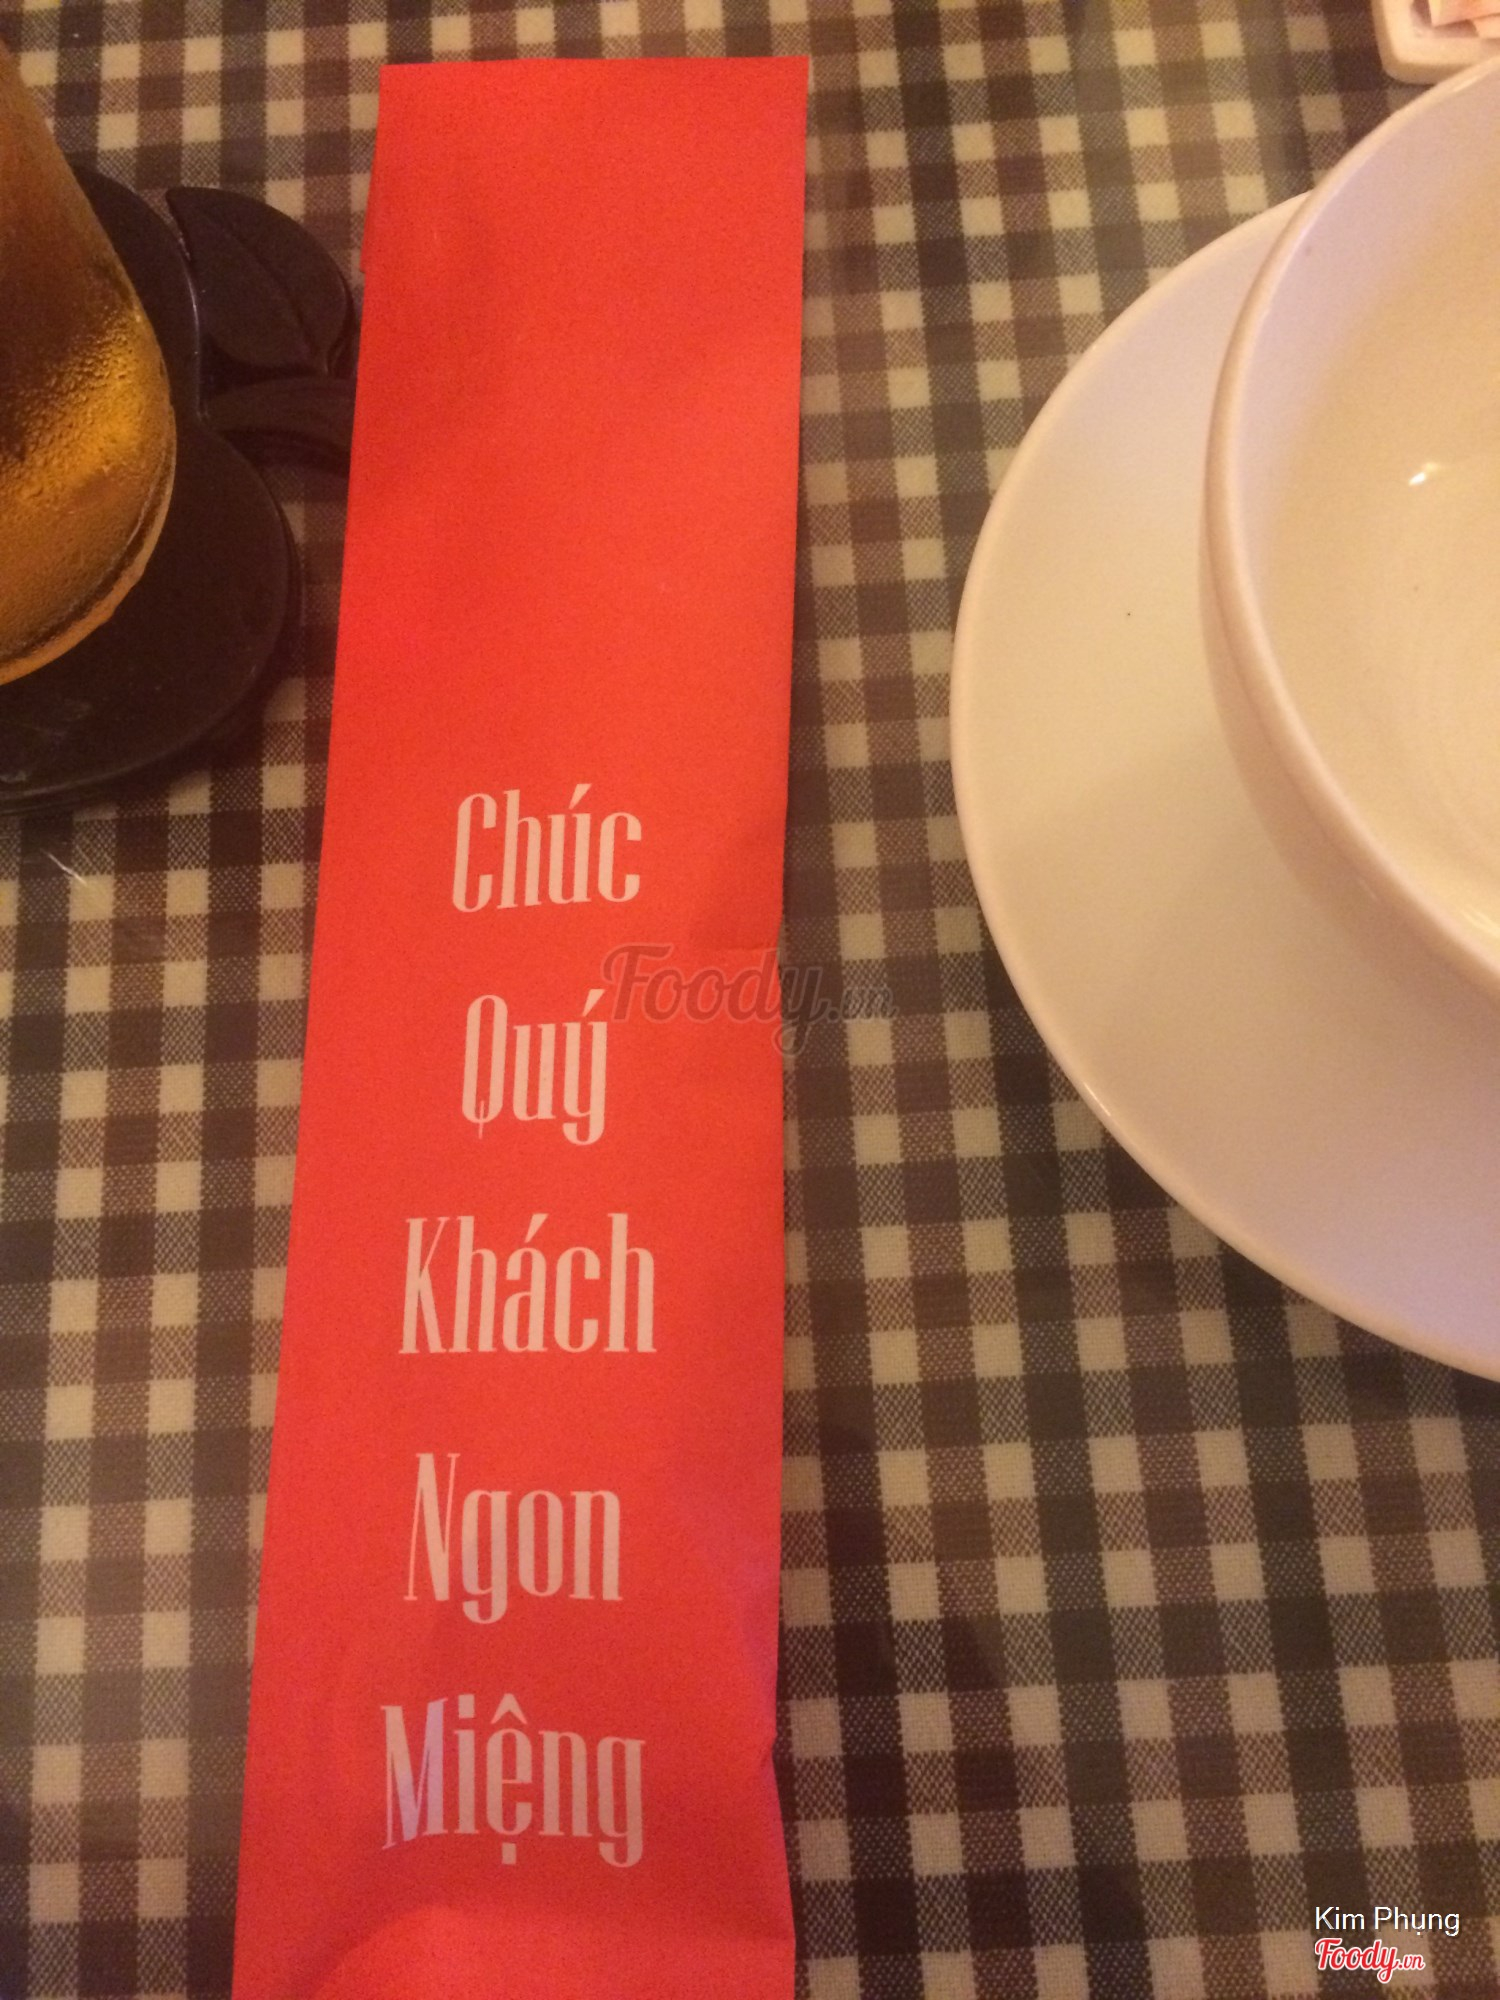 Chúc
Foody.vn
Quý
Khách
Ngon
Miệng
Kim Phụng
Foody.vn